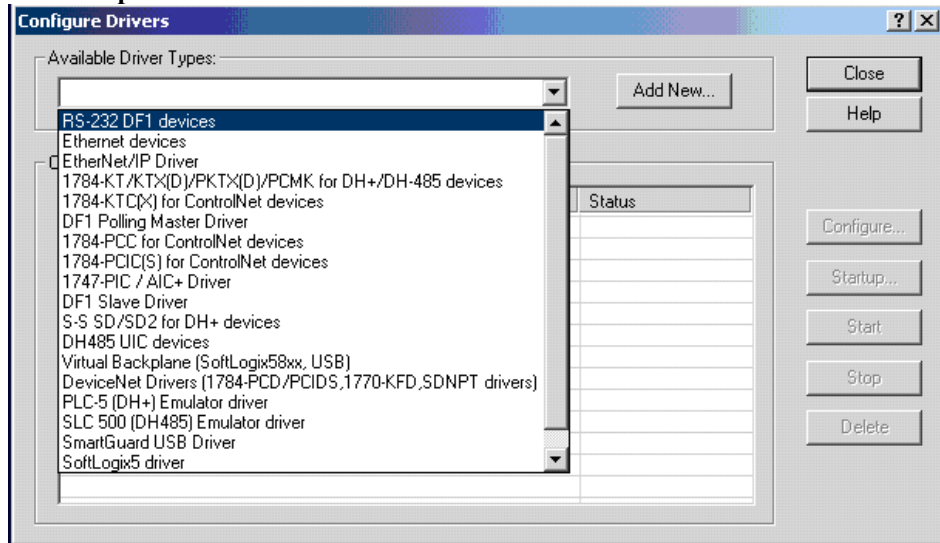 Configure Drivers
Available Driver Types:
Close
Add New...
Help
RS-232 DF1 devices
Ethernet devices
EtherNet/IP Driver
1784-KT/KTX(D)/PKTX(D)/PCMK for DH+/DH-485 devices
1784-KTC(X) for ControlNet devices
DF1 Polling Master Driver
1784-PCC for ControlNet devices
1784-PCIC(S) for ControlNet devices
1747-PIC / AIC+ Driver
DF1 Slave Driver
S-S SD/SD2 for DH+ devices
DH485 UIC devices
Virtual Backplane (SoftLogix58xx, USB)
DeviceNet Drivers (1784-PCD/PCIDS,1770-KFD,SDNPT drivers)
PLC-5 (DH+) Emulator driver
SLC 500 (DH485) Emulator driver
SmartGuard USB Driver
SoftLogix5 driver
Status
Configure...
Startup...
Start
Stop
Delete